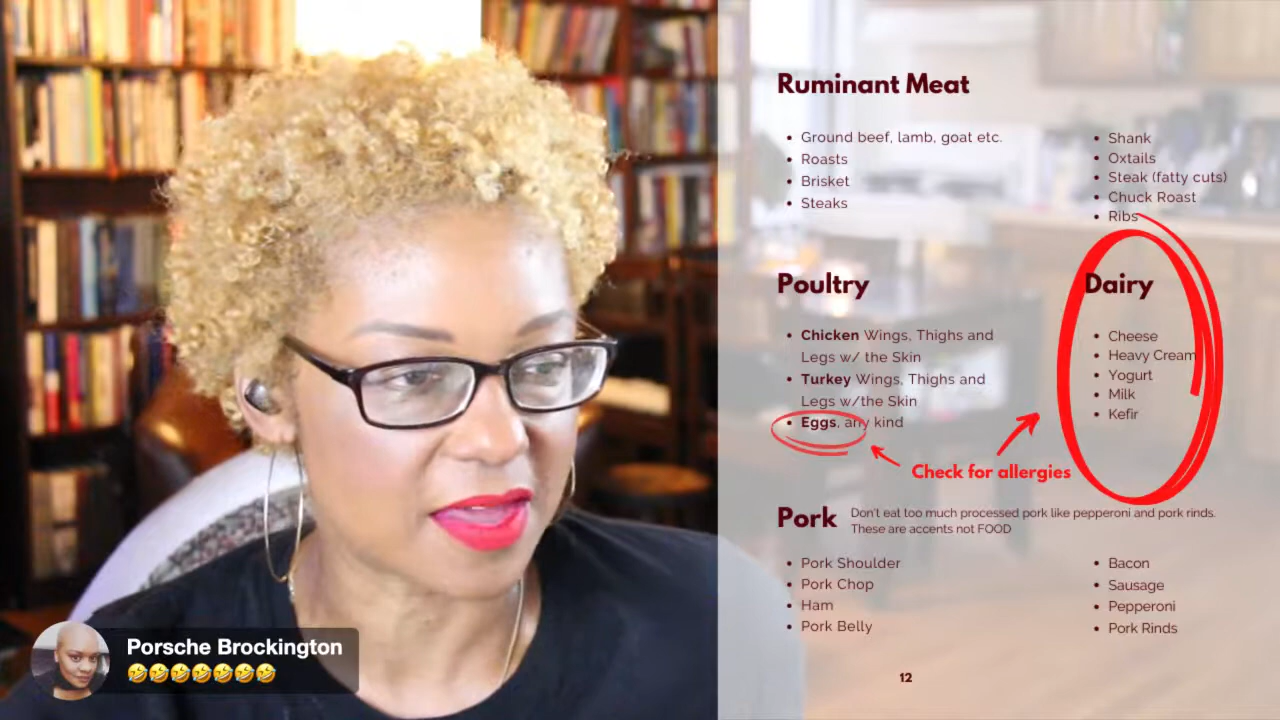 Ruminant Meat
• Ground beef, lamb, goat etc.
• Roasts
• Brisket
• Steaks
• Shank
• Oxtails
• Steak (fatty cuts)
• Chuck Roast
• Ribs
Poultry
• Chicken Wings, Thighs and
Legs w/ the Skin
• Turkey Wings, Thighs and
Legs w/the Skin
• Eggs, any kind
Dairy
• Cheese
• Heavy Cream
• Yogurt
• Milk
• Kefir
Check for allergies
Pork
Don't eat too much processed pork like pepperoni and pork rinds.
These are accents not FOOD
• Pork Shoulder
• Pork Chop
• Ham
• Pork Belly
• Bacon
• Sausage
• Pepperoni
• Pork Rinds
12
Porsche Brockington
🤣🤣🤣🤣🤣🤣🤣